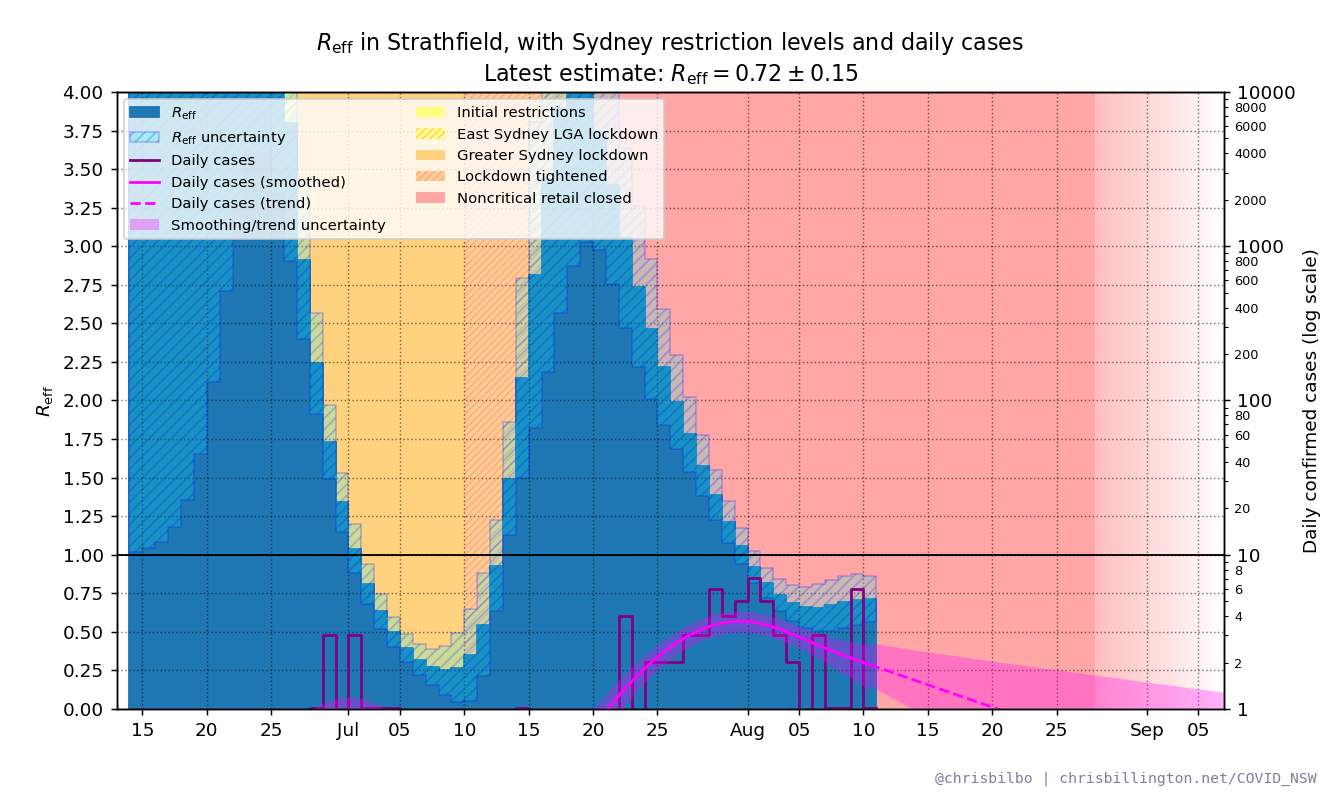 Reff in Strathfield, with Sydney restriction levels and daily cases
Latest estimate: Reff = 0.72 ± 0.15
Reff
Reff uncertainty
Daily cases
Daily cases (smoothed)
Daily cases (trend)
Smoothing/trend uncertainty
Initial restrictions
East Sydney LGA lockdown
Greater Sydney lockdown
Lockdown tightened
Noncritical retail closed
Reff
4.00
3.75
3.50
3.25
3.00
2.75
2.50
2.25
2.00
1.75
1.50
1.25
1.00
0.75
0.50
0.25
0.00
10000
8000
6000
4000
2000
1000
800
600
400
200
100
80
60
40
20
10
8
6
4
2
1
Daily confirmed cases (log scale)
15 20 25 Jul 05 10 15 20 25 Aug 05 10 15 20 25 Sep 05
@chrisbilbo | chrisbillington.net/COVID_NSW